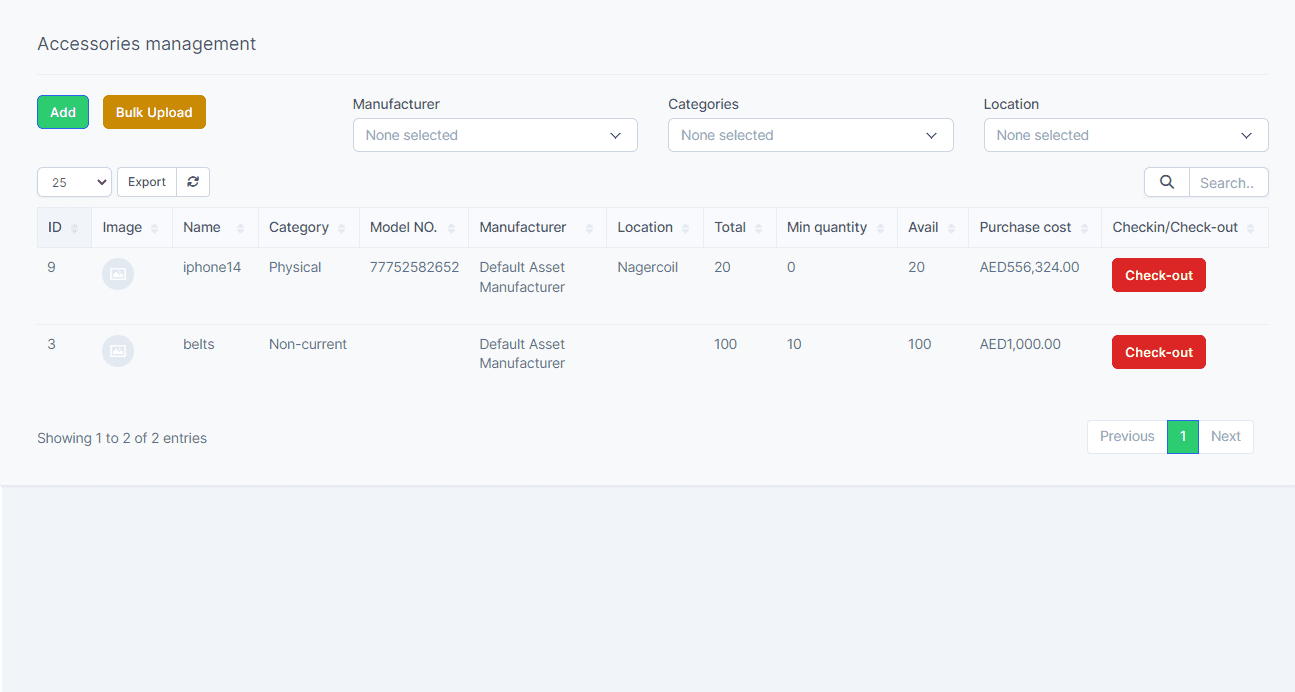 Accessories management
Add Bulk Upload
Manufacturer Categories Location
None selected None selected None selected
25 Export Search..
ID Image Name Category Model NO. Manufacturer Location Total Min quantity Avail Purchase cost Checkin/Check-out
9 iphone14 Physical 77752582652 Default Asset Nagercoil 20 0 20 AED556,324.00 Check-out
Manufacturer
3 belts Non-current Default Asset 100 10 100 AED1,000.00 Check-out
Manufacturer
Showing 1 to 2 of 2 entries Previous 1 Next